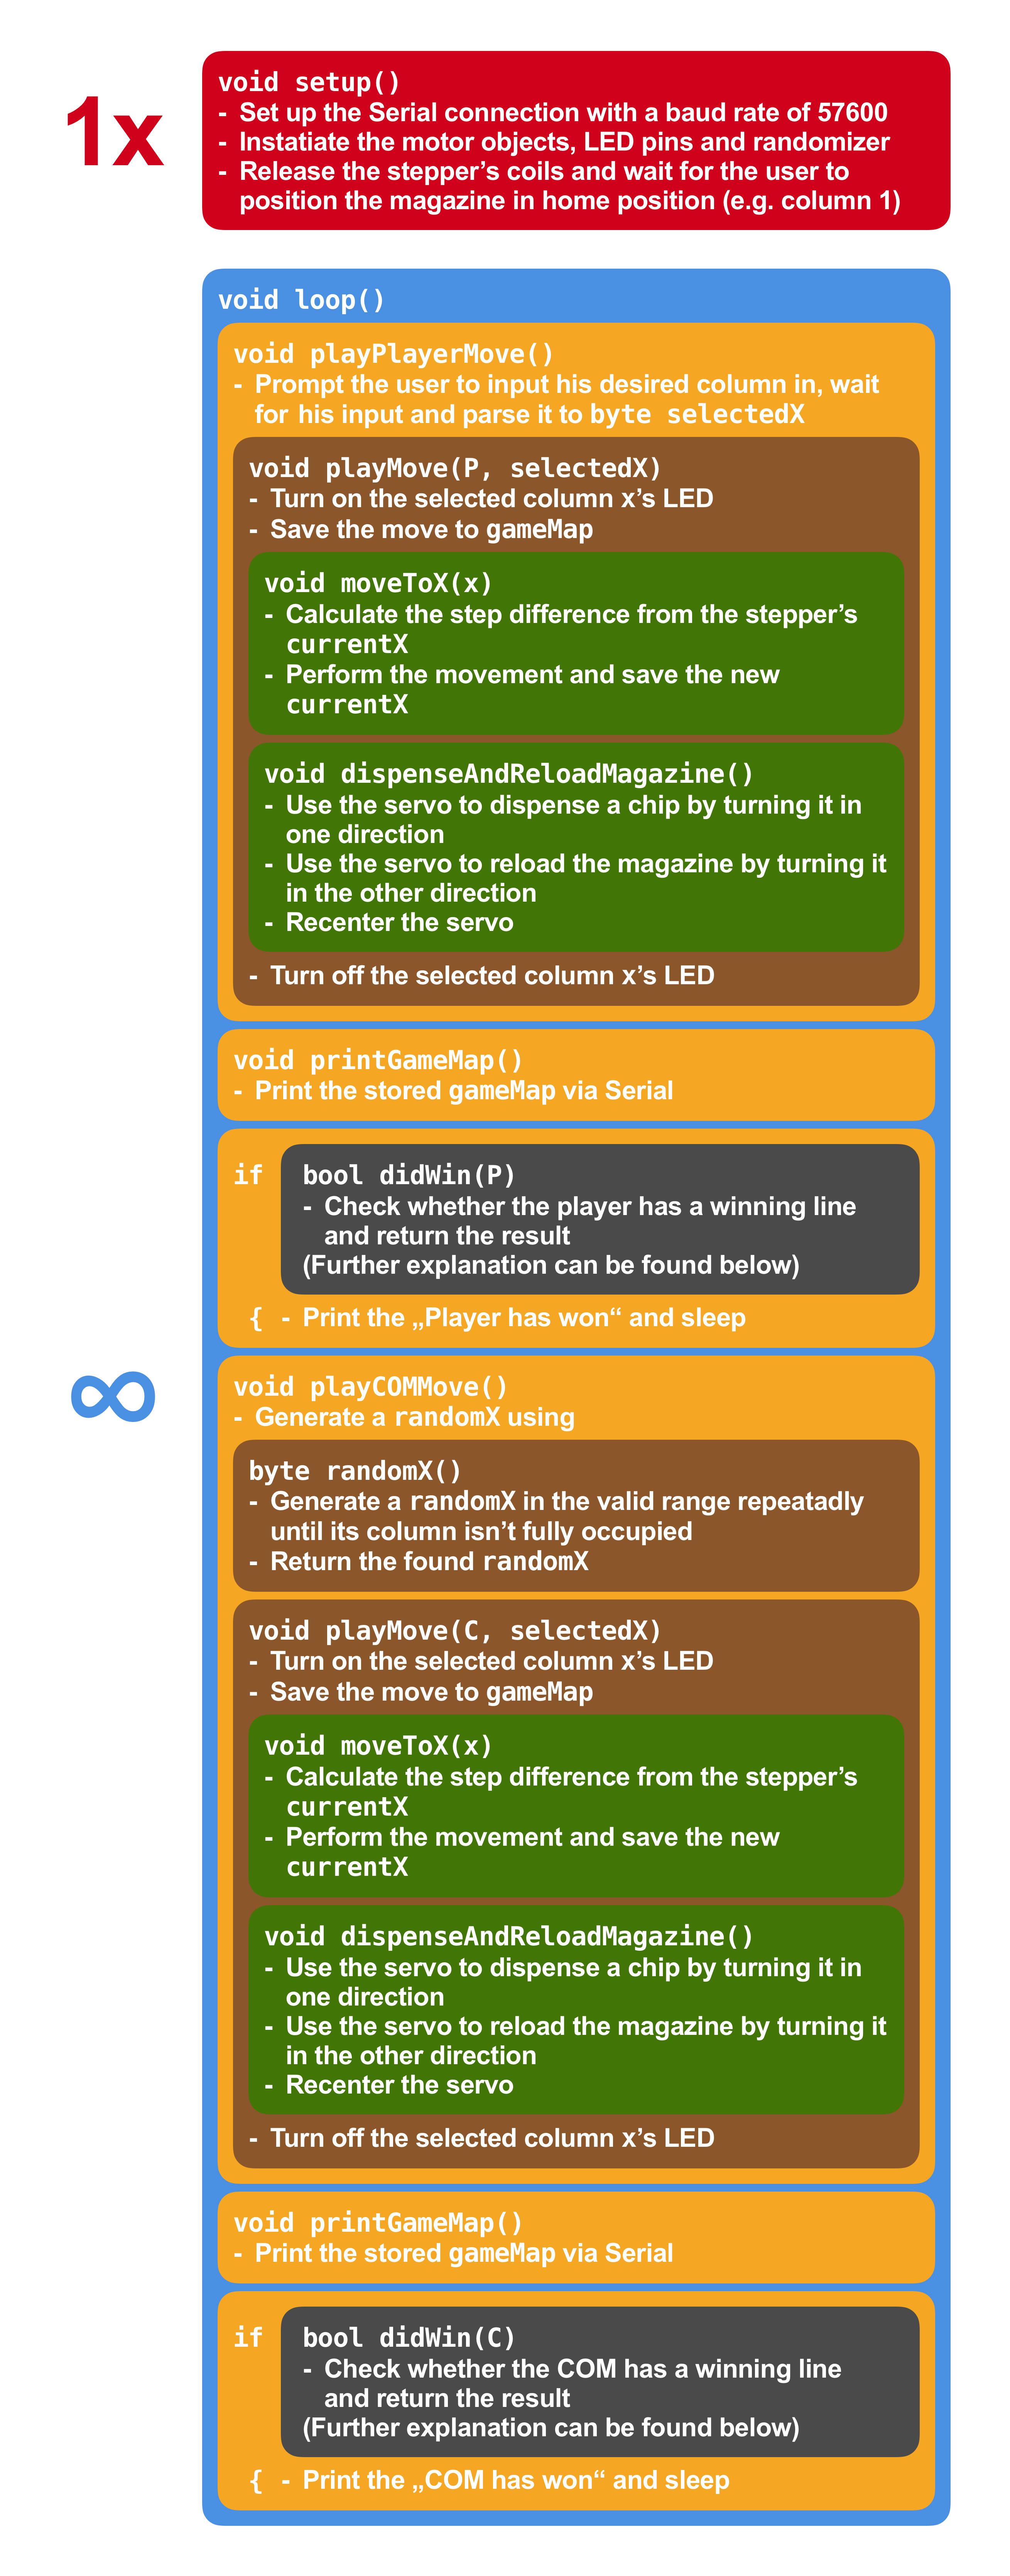 1x
void setup()
- Set up the Serial connection with a baud rate of 57600
- Instatiate the motor objects, LED pins and randomizer
- Release the stepper’s coils and wait for the user to
position the magazine in home position (e.g. column 1)
void loop()
void playPlayerMove()
- Prompt the user to input his desired column in, wait
for his input and parse it to byte selectedX
void playMove(P, selectedX)
- Turn on the selected column x’s LED
- Save the move to gameMap
void moveToX(x)
- Calculate the step difference from the stepper’s
currentX
- Perform the movement and save the new
currentX
void dispenseAndReloadMagazine()
- Use the servo to dispense a chip by turning it in
one direction
- Use the servo to reload the magazine by turning it
in the other direction
- Recenter the servo
- Turn off the selected column x’s LED
void printGameMap()
- Print the stored gameMap via Serial
if bool didWin(P)
- Check whether the player has a winning line
and return the result
(Further explanation can be found below)
{ - Print the „Player has won“ and sleep
∞
void playCOMMove()
- Generate a randomX using
byte randomX()
- Generate a randomX in the valid range repeatadly
until its column isn’t fully occupied
- Return the found randomX
void playMove(C, selectedX)
- Turn on the selected column x’s LED
- Save the move to gameMap
void moveToX(x)
- Calculate the step difference from the stepper’s
currentX
- Perform the movement and save the new
currentX
void dispenseAndReloadMagazine()
- Use the servo to dispense a chip by turning it in
one direction
- Use the servo to reload the magazine by turning it
in the other direction
- Recenter the servo
- Turn off the selected column x’s LED
void printGameMap()
- Print the stored gameMap via Serial
if bool didWin(C)
- Check whether the COM has a winning line
and return the result
(Further explanation can be found below)
{ - Print the „COM has won“ and sleep